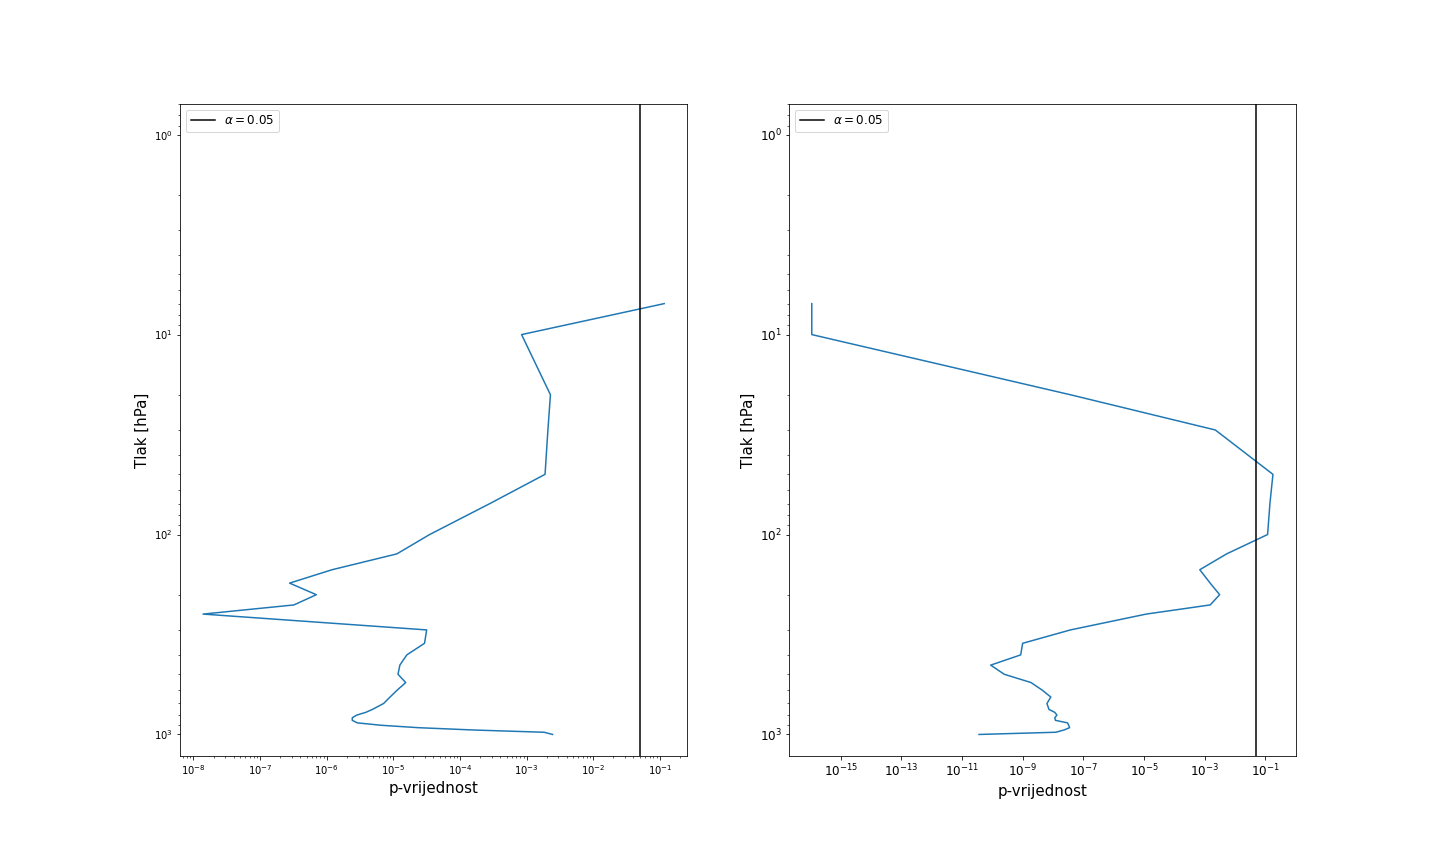 α = 0.05
10⁰
10¹
10²
10³
Tlak [hPa]
10⁻⁸ 10⁻⁷ 10⁻⁶ 10⁻⁵ 10⁻⁴ 10⁻³ 10⁻² 10⁻¹
p-vrijednost
α = 0.05
10⁰
10¹
10²
10³
Tlak [hPa]
10⁻¹⁵ 10⁻¹³ 10⁻¹¹ 10⁻⁹ 10⁻⁷ 10⁻⁵ 10⁻³ 10⁻¹
p-vrijednost